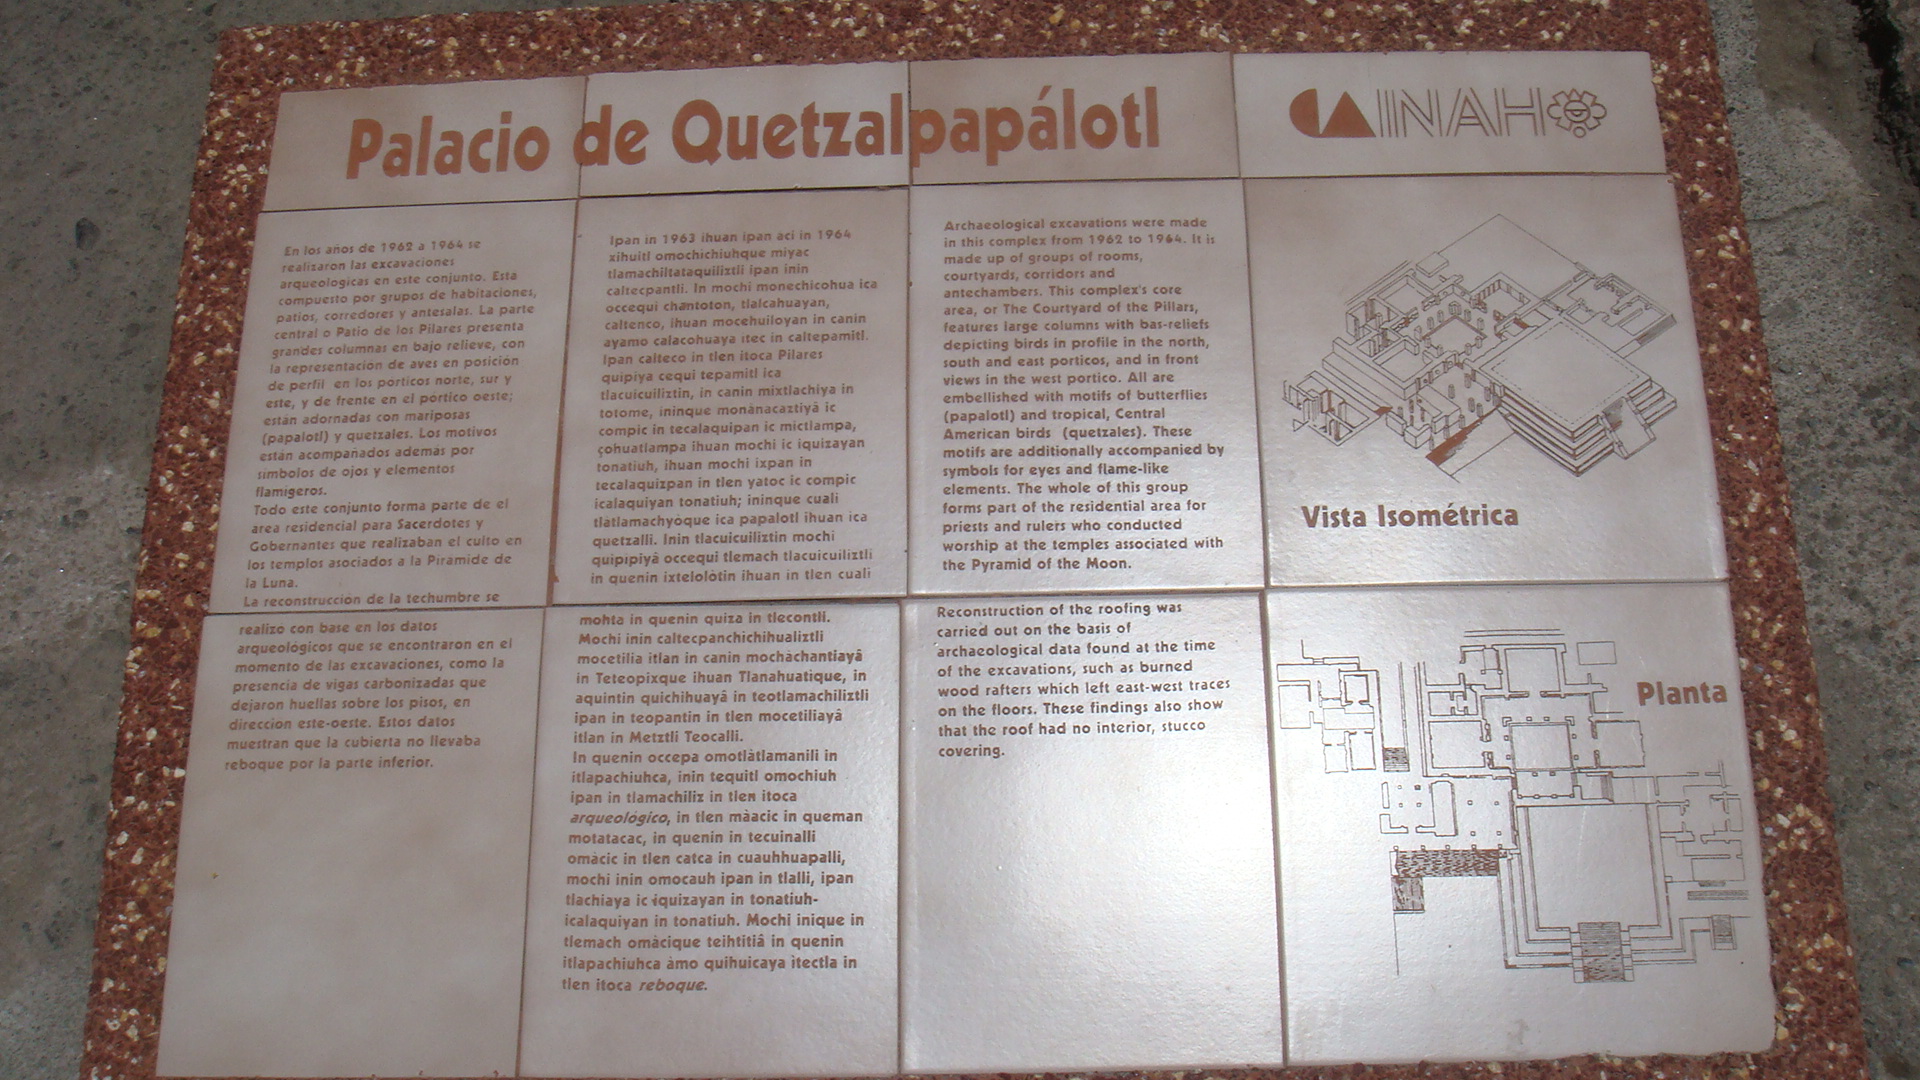 Palacio de Quetzalpapálotl
CA INAH
En los años de 1962 a 1964 se
realizaron las excavaciones
arqueologicas en este conjunto. Esta
compuesto por grupos de habitaciones,
patios, corredores y antesalas. La parte
central o Patio de los Pilares presenta
grandes columnas en bajo relieve, con
la representacion de aves en posición
de perfil en los porticos norte, sur y
este, y de frente en el pórtico oeste;
están adornadas con mariposas
(papalotl) y quetzales. Los motivos
están acompañados ademas por
símbolos de ojos y elementos
flamígeros.
Todo este conjunto forma parte de el
area residencial para Sacerdotes y
Gobernantes que realizaban el culto en
los templos asociados a la Piramide de
la Luna.
La reconstrucción de la techumbre se
realizo con base en los datos
arqueológicos que se encontraron en el
momento de las excavaciones, como la
presencia de vigas carbonizadas que
dejaron huellas sobre los pisos, en
direccion este-oeste. Estos datos
muestran que la cubierta no llevaba
reboque por la parte inferior.
Ipan in 1963 ihuan ipan aci in 1964
xihuitl omochichiuhque miyac
tlamachiltataquiliztli ipan inin
caltecpantli. In mochi monechicohua ica
occequi chantoton, tlalcahuayan,
caltenco, ihuan mocehuiloyan in canin
ayamo calacohuaya itec in caltepamitl.
Ipan calteco in tlen itoca Pilares
quipiya cequi tepamitl ica
tlacuicuiliztin, in canin mixtlachiya in
totome, ininque monànacaztiyâ ic
compic in tecalaquipan ic mictlampa,
çohuatlampa ihuan mochi ic iquizayan
tonatiuh, ihuan mochi ixpan in
tecalaquizpan in tlen yatoc ic compic
icalaquiyan tonatiuh; ininque cuali
tlàtlamachyòque ica papalotl ihuan ica
quetzalli. Inin tlacuicuiliztin mochi
quipipiyâ occequi tlemach tlacuicuiliztli
in quenin ixtelolòtin ihuan in tlen cuali
mohta in quenin quiza in tlecontli.
Mochi inin caltecpanchichihualiztli
mocetilia itlan in canin mochàchantiayâ
in Teteopixque ihuan Tlanahuatique, in
aquintin quichihuayâ in teotlamachiliztli
ipan in teopantin in tlen mocetiliayâ
itlan in Metztli Teocalli.
In quenin occepa omotlàtlamanili in
itlapachiuhca, inin tequitl omochiuh
ipan in tlamachiliz in tlen itoca
arqueológico, in tlen màacic in queman
motatacac, in quenin in tecuinalli
omàcic in tlen catca in cuauhhuapalli,
mochi inin omocauh ipan in tlalli, ipan
tlachiaya ic iquizayan in tonatiuh-
icalaquiyan in tonatiuh. Mochi inique in
tlemach omàcique teihtitiâ in quenin
itlapachiuhca àmo quihuicaya ìtectla in
tlen itoca reboque.
Archaeological excavations were made
in this complex from 1962 to 1964. It is
made up of groups of rooms,
courtyards, corridors and
antechambers. This complex's core
area, or The Courtyard of the Pillars,
features large columns with bas-reliefs
depicting birds in profile in the north,
south and east porticos, and in front
views in the west portico. All are
embellished with motifs of butterflies
(papalotl) and tropical, Central
American birds (quetzales). These
motifs are additionally accompanied by
symbols for eyes and flame-like
elements. The whole of this group
forms part of the residential area for
priests and rulers who conducted
worship at the temples associated with
the Pyramid of the Moon.
Reconstruction of the roofing was
carried out on the basis of
archaeological data found at the time
of the excavations, such as burned
wood rafters which left east-west traces
on the floors. These findings also show
that the roof had no interior, stucco
covering.
Vista Isométrica
Planta